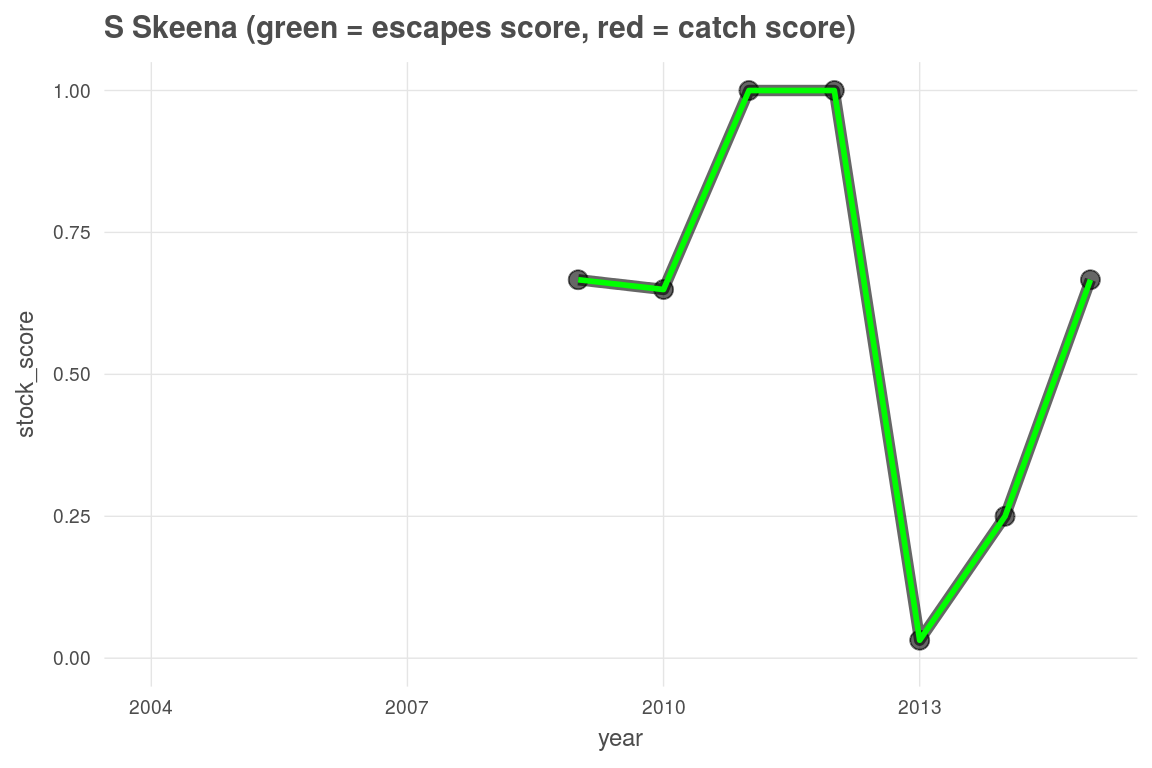 S Skeena (green = escapes score, red = catch score)
1.00
0.75
0.50
0.25
0.00
stock_score
2004 2007 2010 2013
year